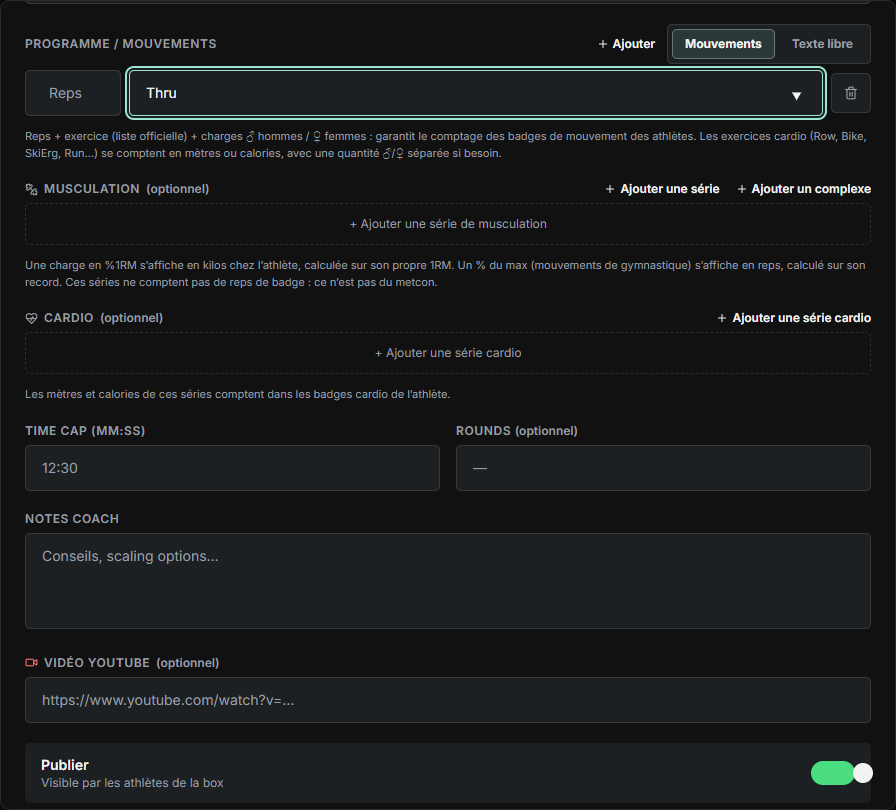 PROGRAMME / MOUVEMENTS
+ Ajouter
Mouvements
Texte libre
Reps
Thru
Reps + exercice (liste officielle) + charges ♂ hommes / ♀ femmes : garantit le comptage des badges de mouvement des athlètes. Les exercices cardio (Row, Bike,
SkiErg, Run...) se comptent en mètres ou calories, avec une quantité ♂/♀ séparée si besoin.
MUSCULATION (optionnel)
+ Ajouter une série
+ Ajouter un complexe
+ Ajouter une série de musculation
Une charge en %1RM s'affiche en kilos chez l'athlète, calculée sur son propre 1RM. Un % du max (mouvements de gymnastique) s'affiche en reps, calculé sur son
record. Ces séries ne comptent pas de reps de badge : ce n'est pas du metcon.
CARDIO (optionnel)
+ Ajouter une série cardio
+ Ajouter une série cardio
Les mètres et calories de ces séries comptent dans les badges cardio de l'athlète.
TIME CAP (MM:SS)
ROUNDS (optionnel)
12:30
—
NOTES COACH
Conseils, scaling options...
VIDÉO YOUTUBE (optionnel)
https://www.youtube.com/watch?v=...
Publier
Visible par les athlètes de la box